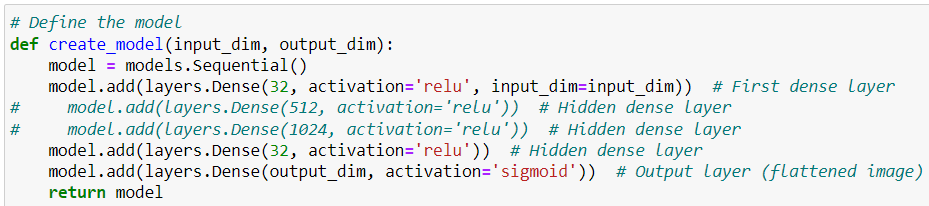 # Define the model
def create_model(input_dim, output_dim):
    model = models.Sequential()
    model.add(layers.Dense(32, activation='relu', input_dim=input_dim))  # First dense layer
#     model.add(layers.Dense(512, activation='relu'))  # Hidden dense layer
#     model.add(layers.Dense(1024, activation='relu'))  # Hidden dense layer
    model.add(layers.Dense(32, activation='relu'))  # Hidden dense layer
    model.add(layers.Dense(output_dim, activation='sigmoid'))  # Output layer (flattened image)
    return model